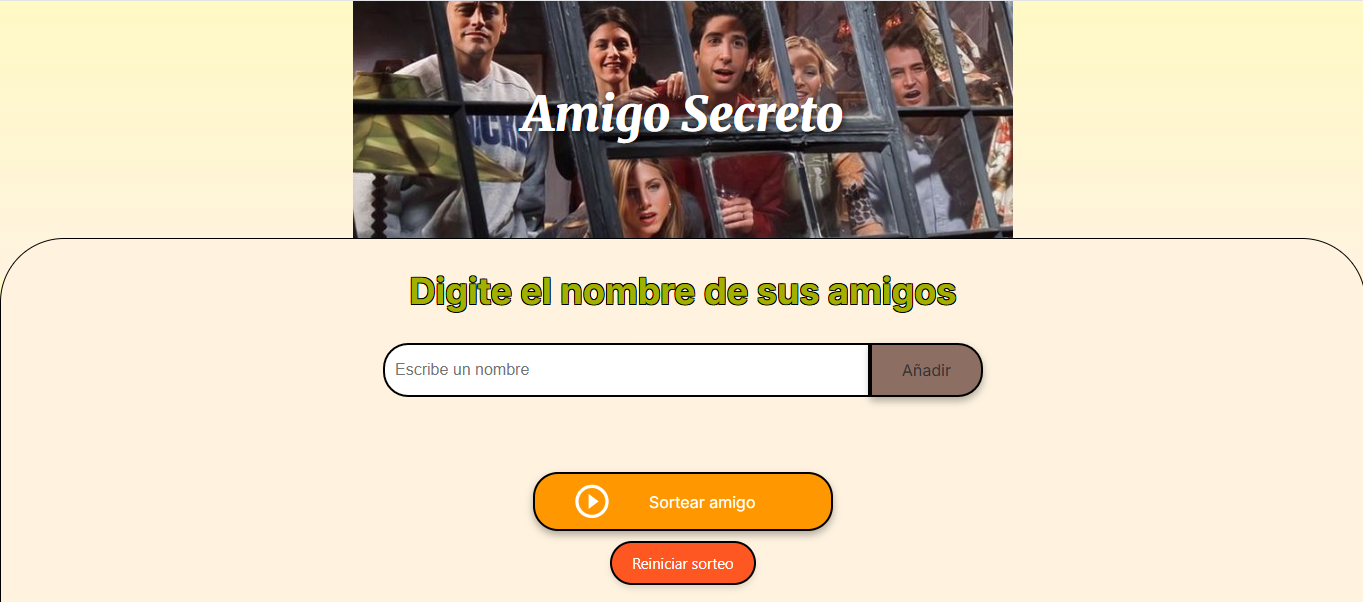 Amigo Secreto
Digite el nombre de sus amigos
Escribe un nombre
Añadir
Sortear amigo
Reiniciar sorteo